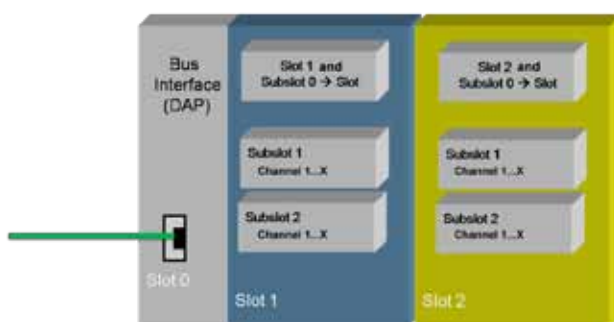 Bus
Interface
(DAP)
Slot 0
Slot 1 and
Subslot 0 → Slot
Subslot 1
Channel 1...X
Subslot 2
Channel 1...X
Slot 1
Slot 2 and
Subslot 0 → Slot
Subslot 1
Channel 1...X
Subslot 2
Channel 1...X
Slot 2